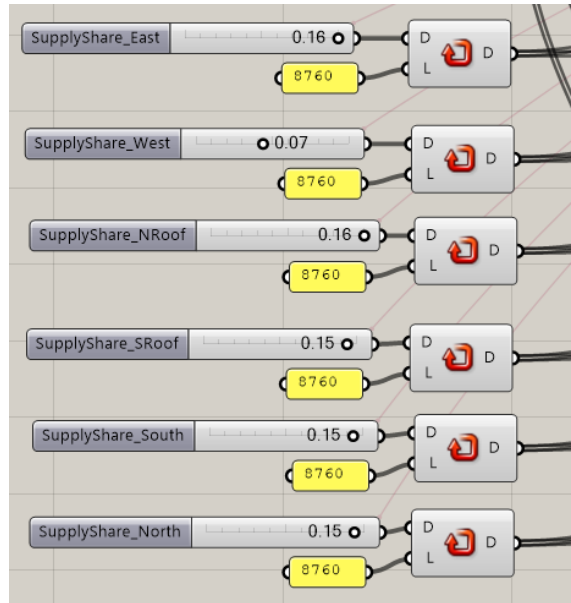 SupplyShare_East 0.16 D
8760 L D
SupplyShare_West 0.07 D
8760 L D
SupplyShare_NRoof 0.16 D
8760 L D
SupplyShare_SRoof 0.15 D
8760 L D
SupplyShare_South 0.15 D
8760 L D
SupplyShare_North 0.15 D
8760 L D